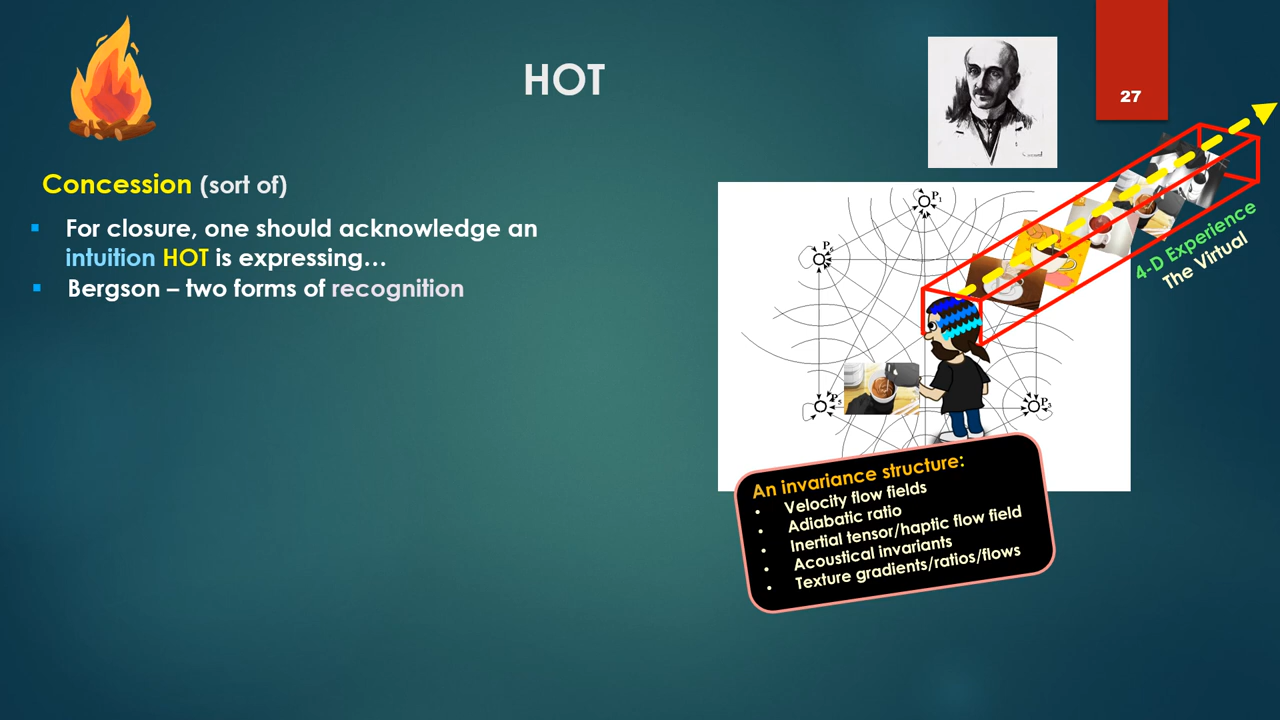 HOT
27
Concession (sort of)
For closure, one should acknowledge an
intuition HOT is expressing…
Bergson – two forms of recognition
4-D Experience
The Virtual
P1
P5
P3
An invariance structure:
Velocity flow fields
Adiabatic ratio
Inertial tensor/haptic flow field
Acoustical invariants
Texture gradients/ratios/flows